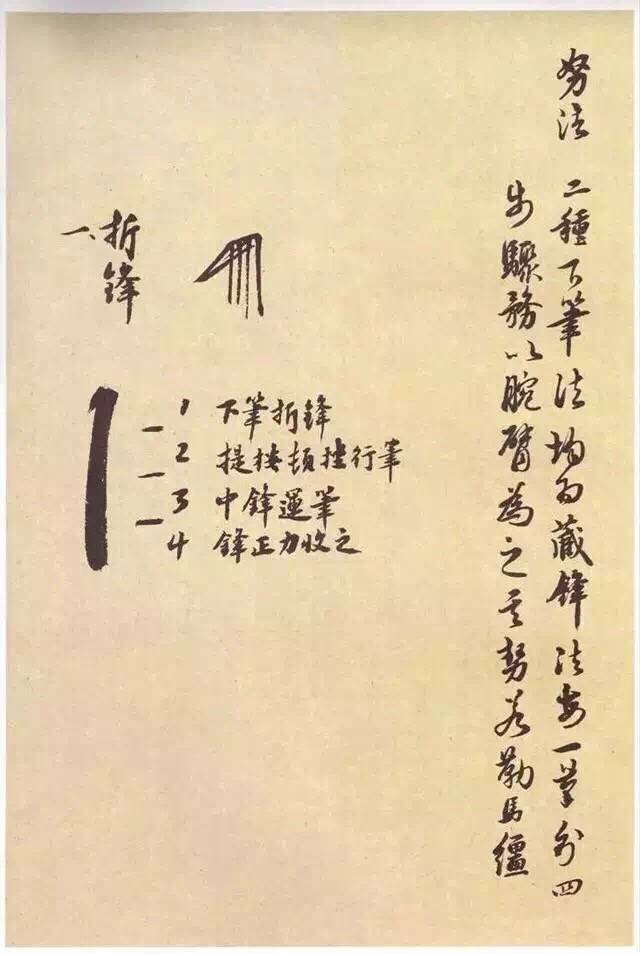 努法 二種下筆法均為藏鋒法每一筆分四
步驟務以腕臂為之其勢若勒馬繮
一、折鋒
1 下筆折鋒
2 提按頓挫行筆
3 中鋒運筆
4 鋒正力收之